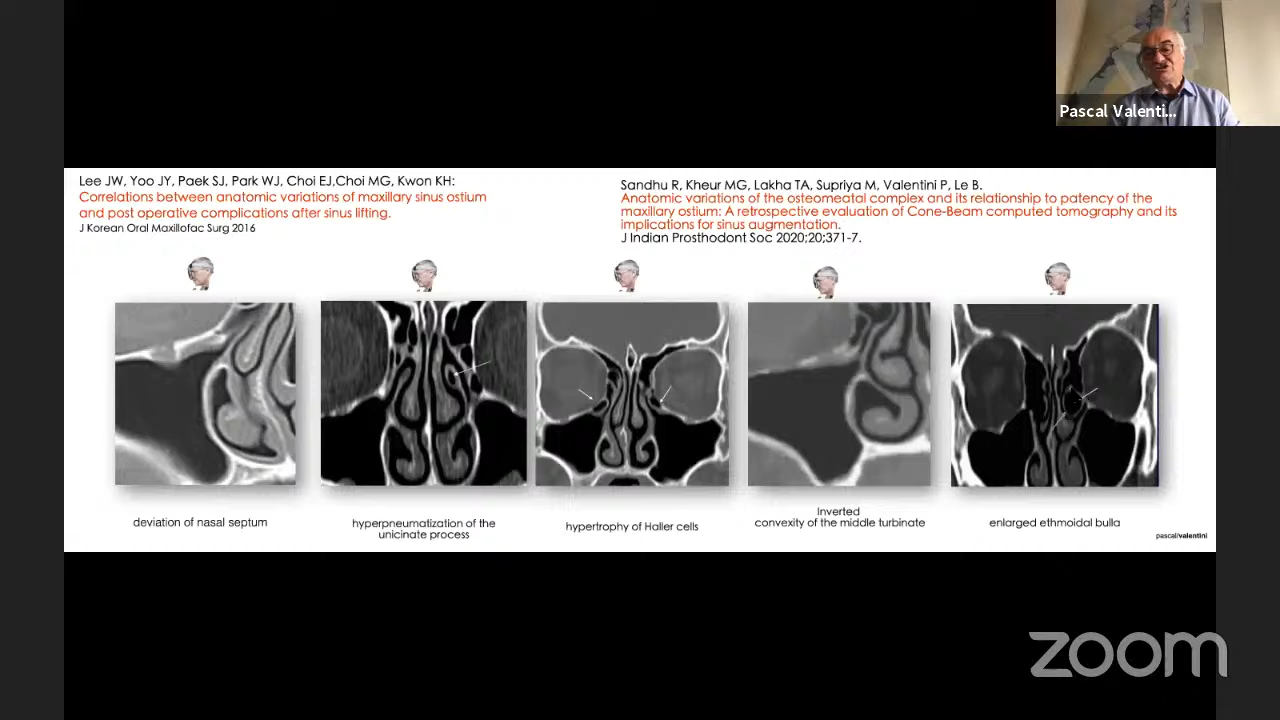 Pascal Valenti...
Lee JW, Yoo JY, Paek SJ, Park WJ, Choi EJ,Choi MG, Kwon KH:
Correlations between anatomic variations of maxillary sinus ostium
and post operative complications after sinus lifting.
J Korean Oral Maxillofac Surg 2016
Sandhu R, Kheur MG, Lakha TA, Supriya M, Valentini P, Le B.
Anatomic variations of the osteomeatal complex and its relationship to patency of the
maxillary ostium: A retrospective evaluation of Cone-Beam computed tomography and its
implications for sinus augmentation.
J Indian Prosthodont Soc 2020;20;371-7.
deviation of nasal septum
hyperpneumatization of the
unicinate process
hypertrophy of Haller cells
Inverted
convexity of the middle turbinate
enlarged ethmoidal bulla
pascal/valentini
zoom